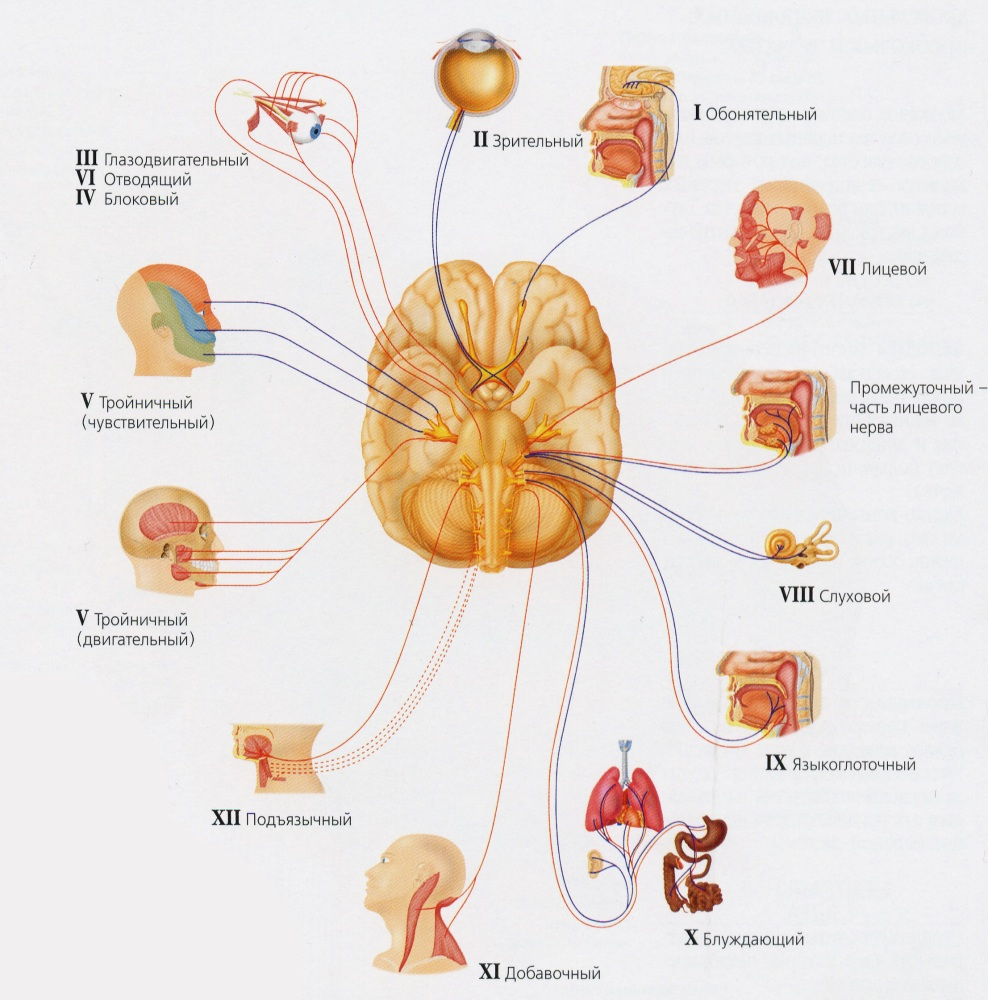 I Обонятельный
II Зрительный
III Глазодвигательный
VI Отводящий
IV Блоковый
VII Лицевой
V Тройничный
(чувствительный)
Промежуточный –
часть лицевого
нерва
VIII Слуховой
V Тройничный
(двигательный)
IX Языкоглоточный
XII Подъязычный
X Блуждающий
XI Добавочный